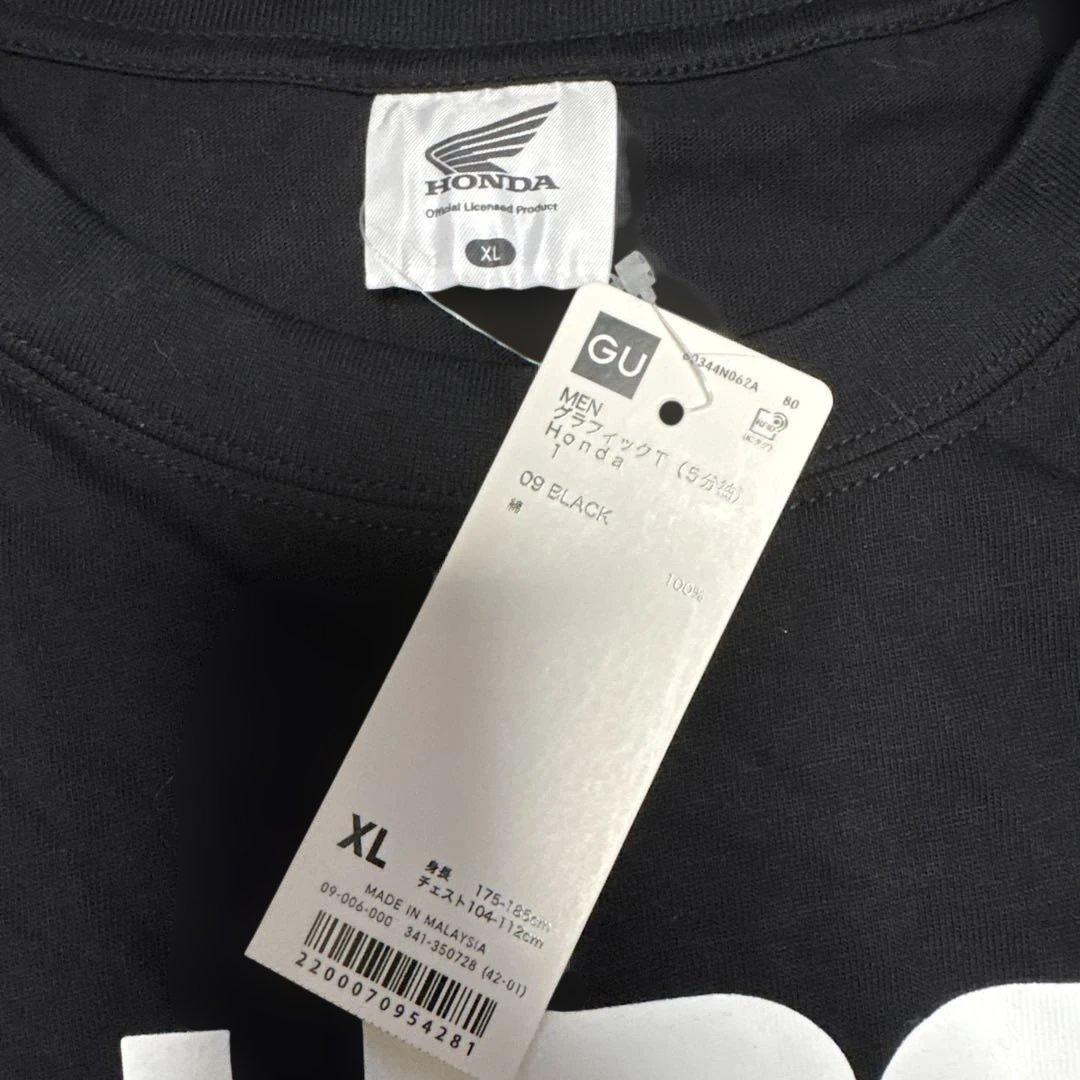 HONDA
Official Licensed Product
XL
GU
60344N062A 80
MEN
グラフィックT(5分袖)
Honda
1
RFID
09 BLACK
綿 100%
XL
身長 175-185cm
チェスト104-112cm
MADE IN MALAYSIA
09-006-000 341-350728 (42-01)
2200070954281